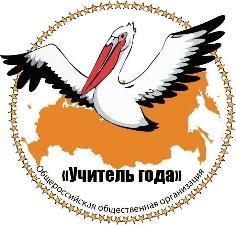 «Учитель года»
Общероссийская общественная организация